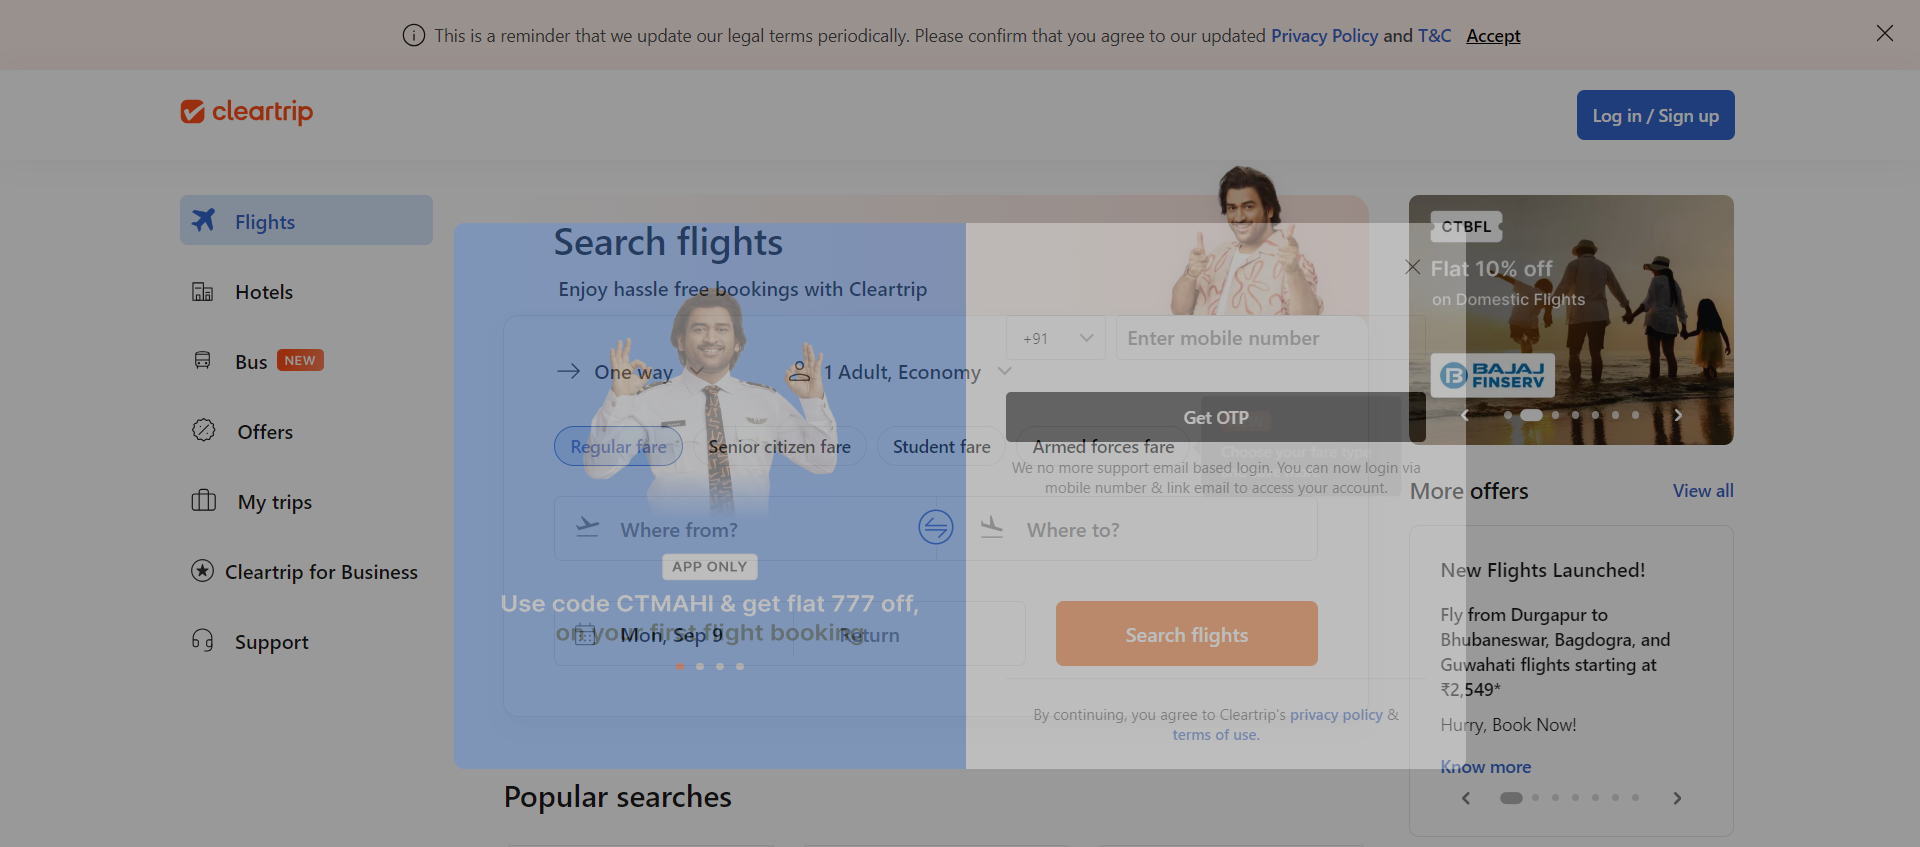 This is a reminder that we update our legal terms periodically. Please confirm that you agree to our updated Privacy Policy and T&C Accept
cleartrip
Log in / Sign up
Flights
Hotels
Bus NEW
Offers
My trips
Cleartrip for Business
Support
Search flights
Enjoy hassle free bookings with Cleartrip
One way
1 Adult, Economy
Regular fare
Senior citizen fare
Student fare
Armed forces fare
Choose your fare type
Where from?
Where to?
Mon, Sep 9
Return
Search flights
APP ONLY
Use code CTMAHI & get flat 777 off,
on your first flight booking.
+91
Enter mobile number
Get OTP
We no more support email based login. You can now login via
mobile number & link email to access your account.
By continuing, you agree to Cleartrip's privacy policy &
terms of use.
CTBFL
Flat 10% off
on Domestic Flights
B BAJAJ
FINSERV
More offers
View all
New Flights Launched!
Fly from Durgapur to
Bhubaneswar, Bagdogra, and
Guwahati flights starting at
₹2,549*
Hurry, Book Now!
Know more
Popular searches